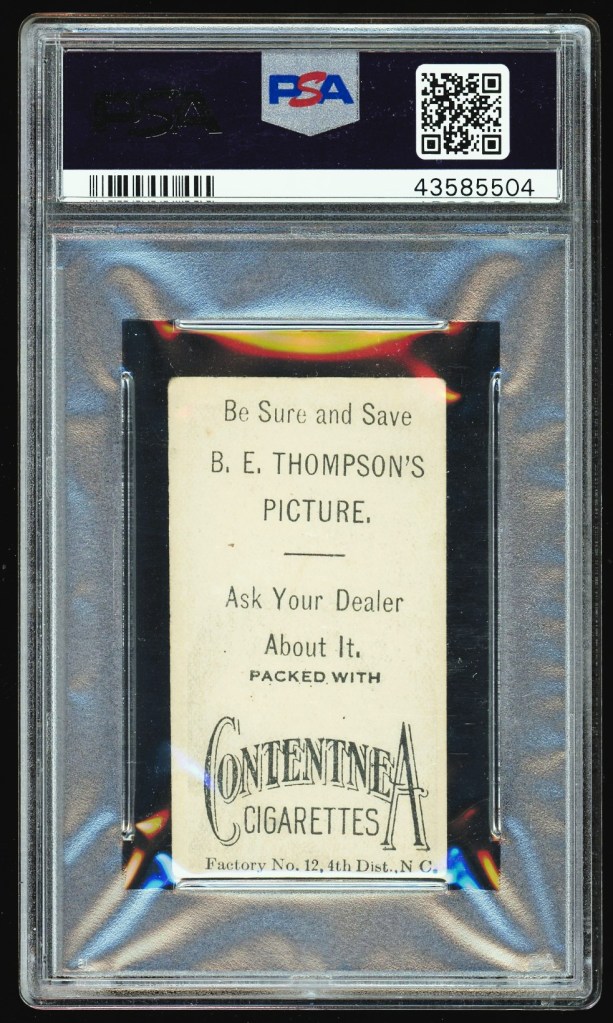 PSA
PSA
43585504
Be Sure and Save
B. E. THOMPSON'S
PICTURE.
Ask Your Dealer
About It.
PACKED WITH
CONTENTNEA
CIGARETTES
Factory No. 12, 4th Dist., N C.